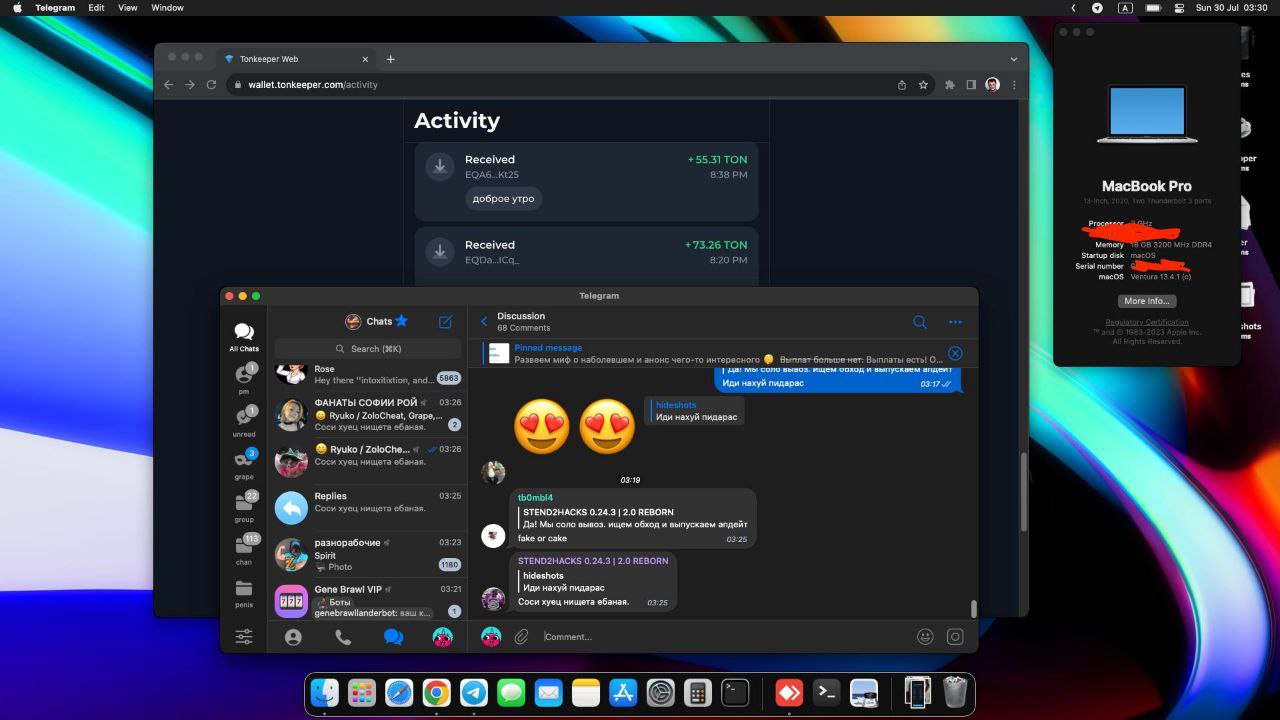 Telegram Edit View Window
A Sun 30 Jul 03:30
Tonkeeper Web
wallet.tonkeeper.com/activity
Activity
Received +55.31 TON
EQA6...Kt25 8:38 PM
доброе утро
Received +73.26 TON
EQDa...ICq_ 8:20 PM
MacBook Pro
13-inch, 2020, Two Thunderbolt 3 ports
Processor GHz
Memory 16 GB 3200 MHz DDR4
Startup disk macOS
Serial number
macOS Ventura 13.4.1 (c)
More Info...
Regulatory Certification
™ and © 1983-2023 Apple Inc.
All Rights Reserved.
Telegram
All Chats
1
pm
1
unread
3
grape
22
group
113
chan
penis
Chats
Search (⌘K)
Rose
Hey there "intoxitixtion, and... 5863
ФАНАТЫ СОФИИ РОЙ 03:26
Ryuko / ZoloCheat, Grape,...
Соси хуец нищета ебаная. 2
Ryuko / ZoloChe... 03:26
Соси хуец нищета ебаная.
Replies 03:25
Соси хуец нищета ебаная.
разнорабочие 03:23
Spirit
Photo 1180
Gene Brawl VIP 03:21
777
Боты
genebrawllanderbot: ваш к... 1
Discussion
68 Comments
Pinned message
Развеем миф о наболевшем и анонс чего-то интересного Выплат больше нет. Выплаты есть! О...
Да! Мы соло вывоз. ищем обход и выпускаем апдейт
Иди нахуй пидарас 03:17
hideshots
Иди нахуй пидарас
03:19
tb0mbl4
STEND2HACKS 0.24.3 | 2.0 REBORN
Да! Мы соло вывоз. ищем обход и выпускаем апдейт
fake or cake 03:25
STEND2HACKS 0.24.3 | 2.0 REBORN
hideshots
Иди нахуй пидарас
Соси хуец нищета ебаная. 03:25
Comment...